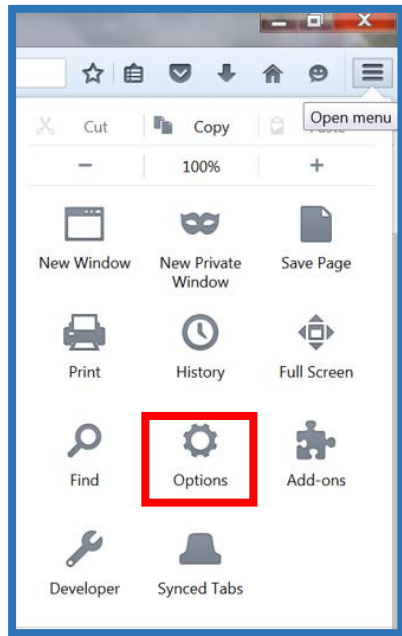 Open menu
Cut Copy
100%
New Window New Private Window Save Page
Print History Full Screen
Find Options Add-ons
Developer Synced Tabs